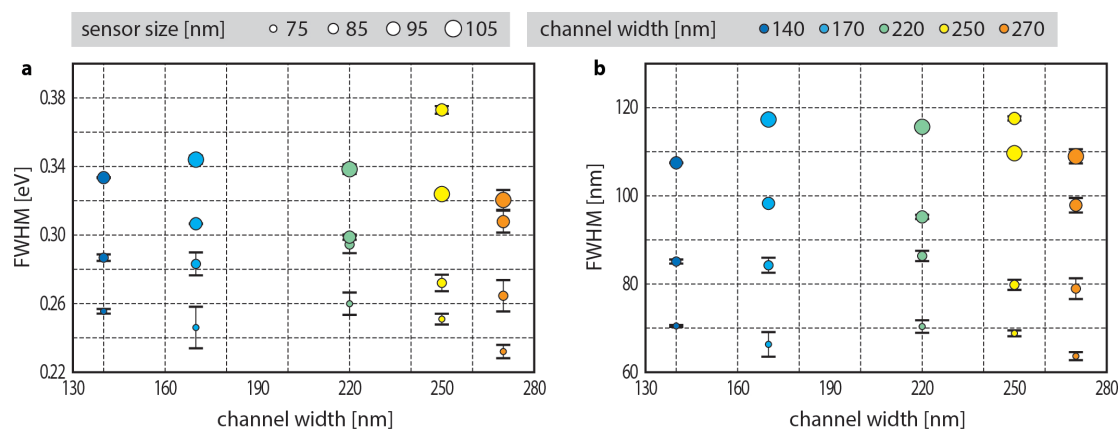 sensor size [nm] 75 85 95 105 channel width [nm] 140 170 220 250 270
a
0.38
0.34
0.30
0.26
0.22
FWHM [eV]
130 160 190 220 250 280
channel width [nm]
b
120
100
80
60
FWHM [nm]
130 160 190 220 250 280
channel width [nm]